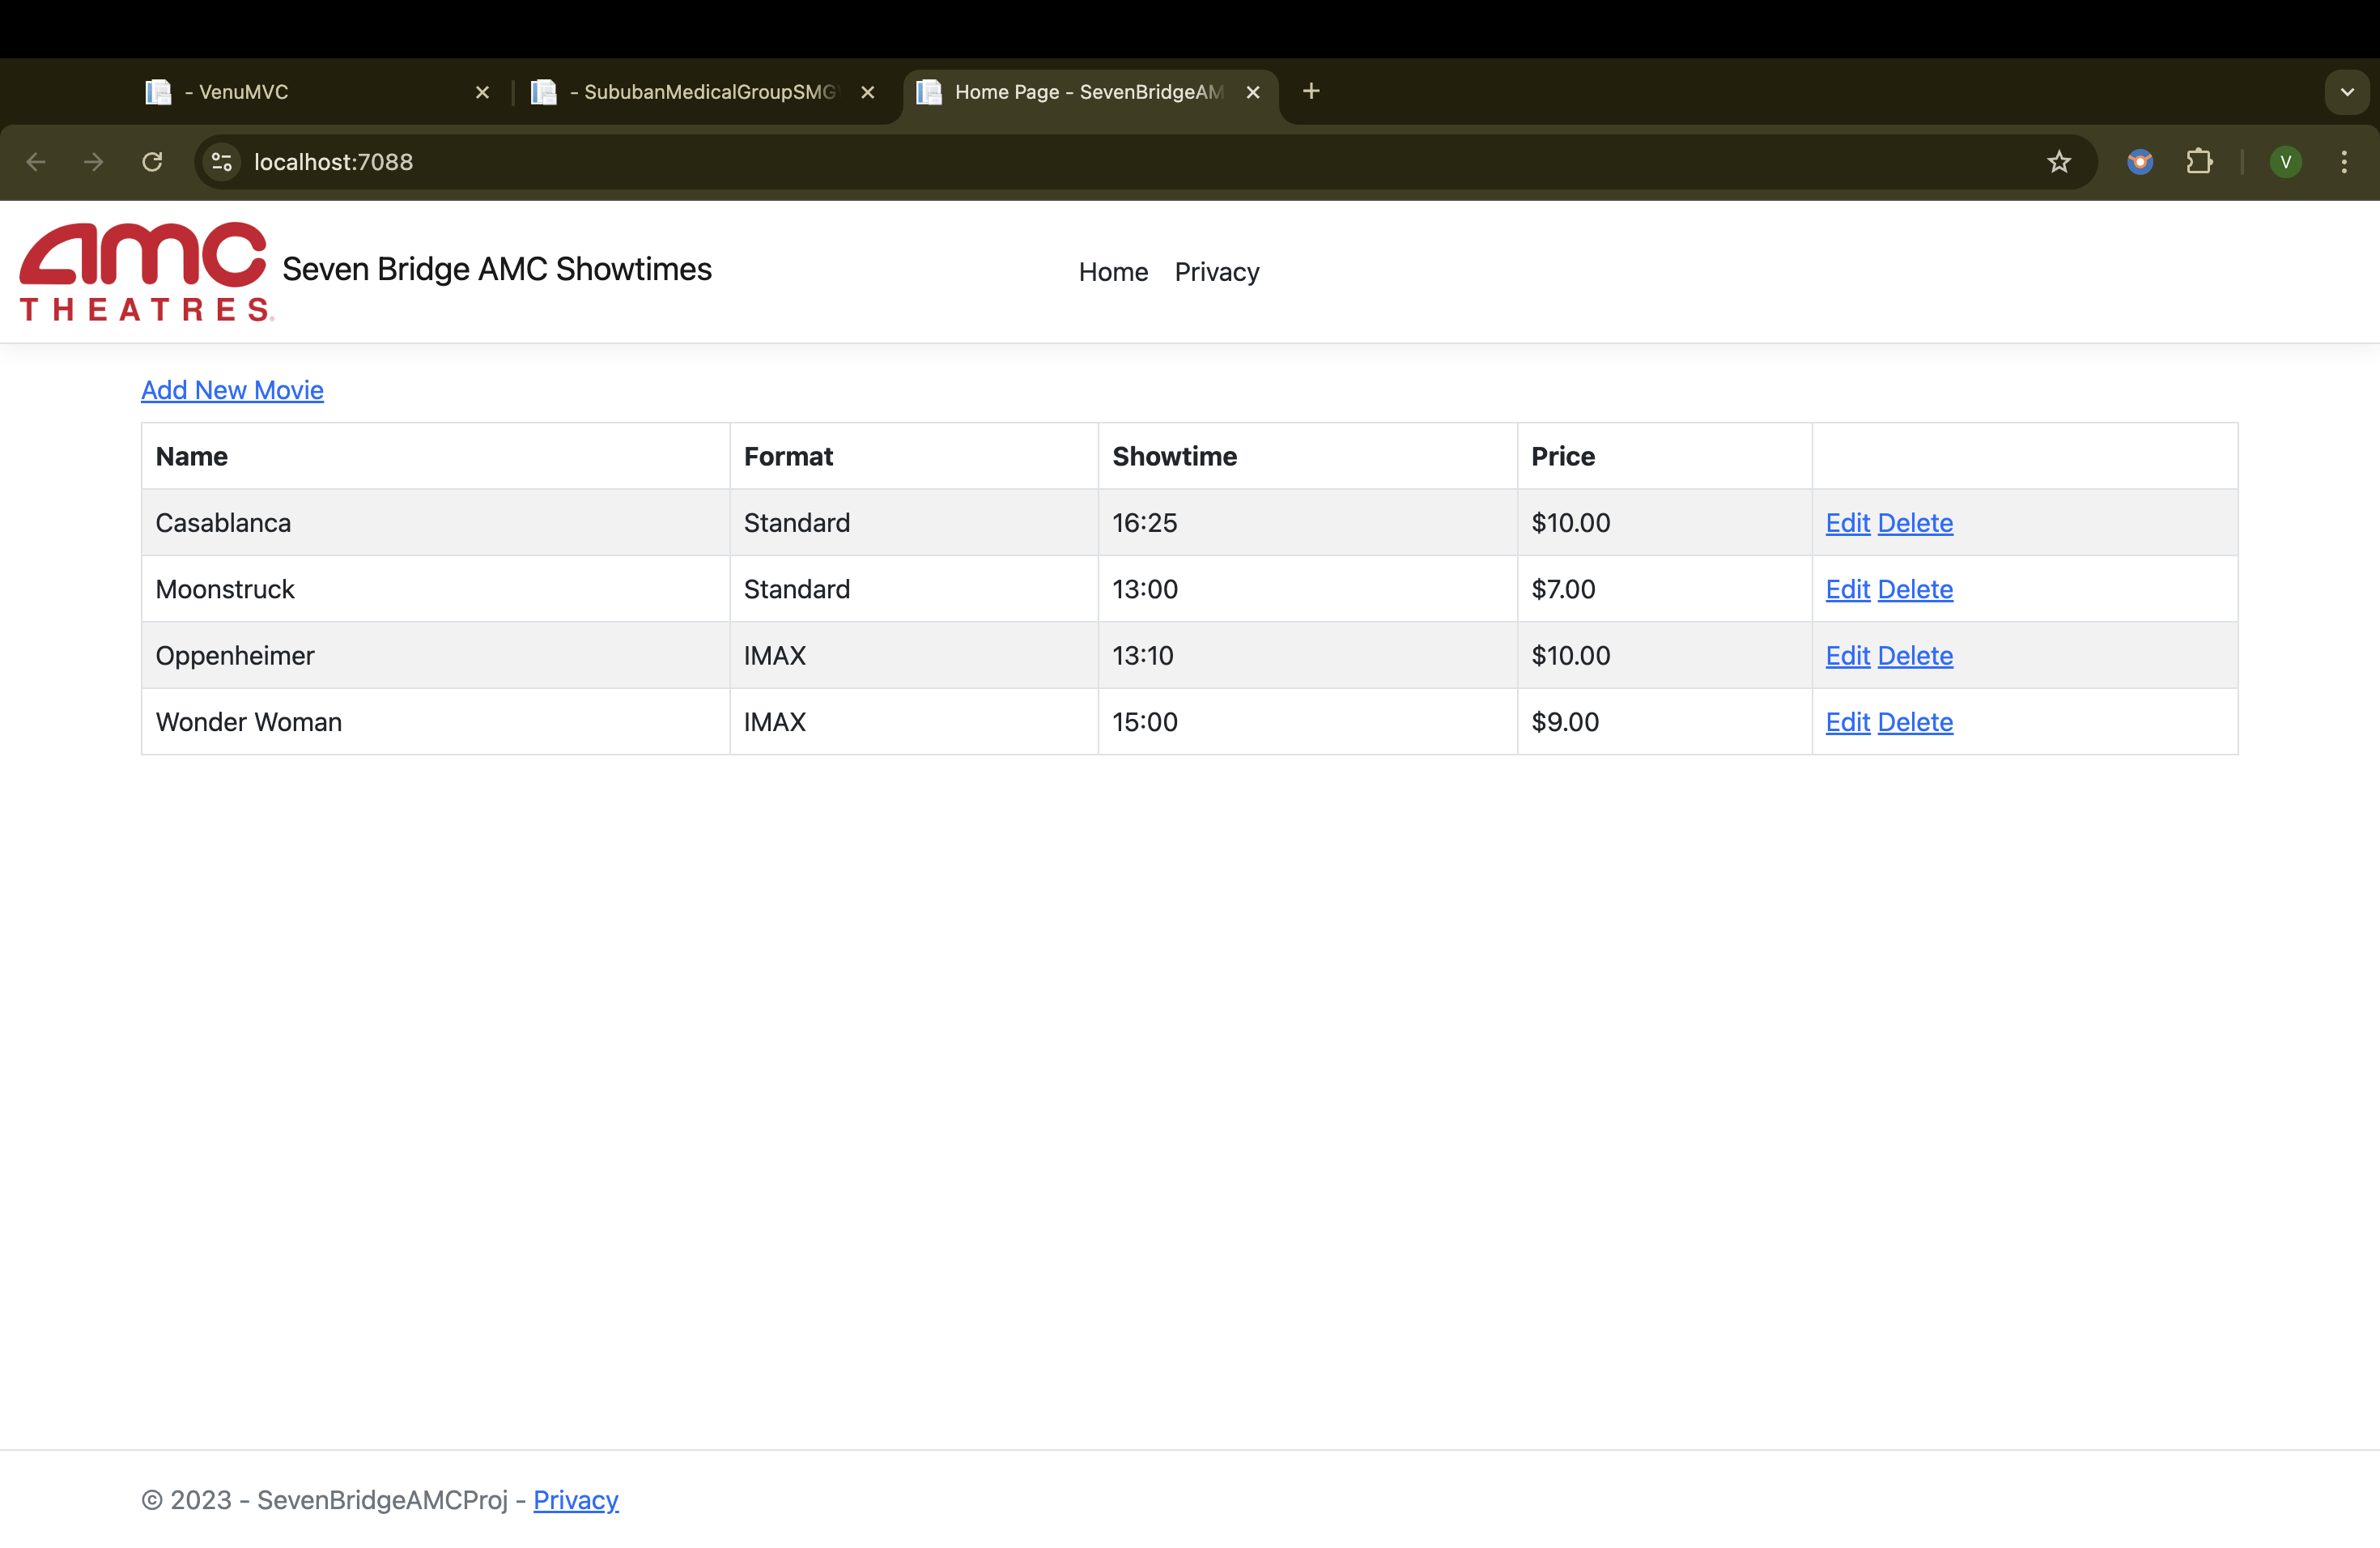 - VenuMVC
- SububanMedicalGroupSMG
Home Page - SevenBridgeAM
localhost:7088
V
amc
THEATRES
Seven Bridge AMC Showtimes
Home Privacy
Add New Movie
Name Format Showtime Price
Casablanca Standard 16:25 $10.00 Edit Delete
Moonstruck Standard 13:00 $7.00 Edit Delete
Oppenheimer IMAX 13:10 $10.00 Edit Delete
Wonder Woman IMAX 15:00 $9.00 Edit Delete
© 2023 - SevenBridgeAMCProj - Privacy